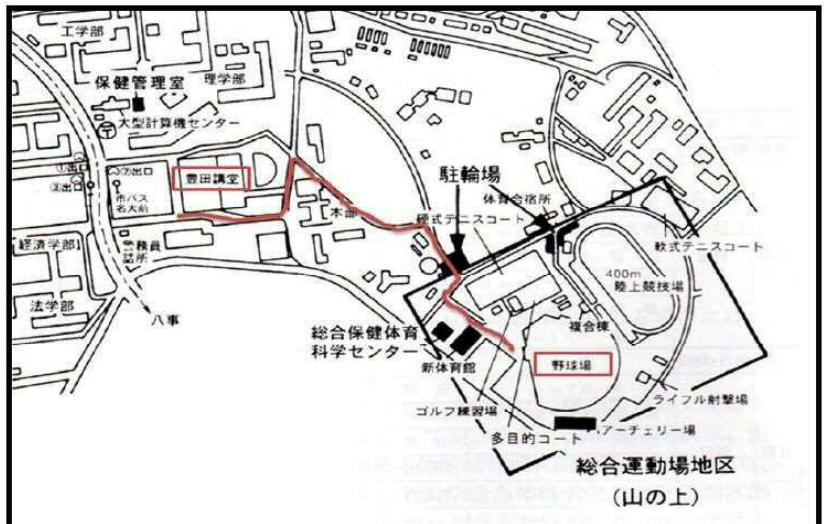 工学部
保健管理室
理学部
大型計算機センター
豊田講堂
①出口
②出口
③出口
市バス
名大前
本部
駐輪場
体育合宿所
硬式テニスコート
軟式テニスコート
経済学部
警務員
詰所
400m
陸上競技場
法学部
八事
総合保健体育
科学センター
新体育館
複合棟
野球場
ライフル射撃場
ゴルフ練習場
アーチェリー場
多目的コート
総合運動場地区
(山の上)